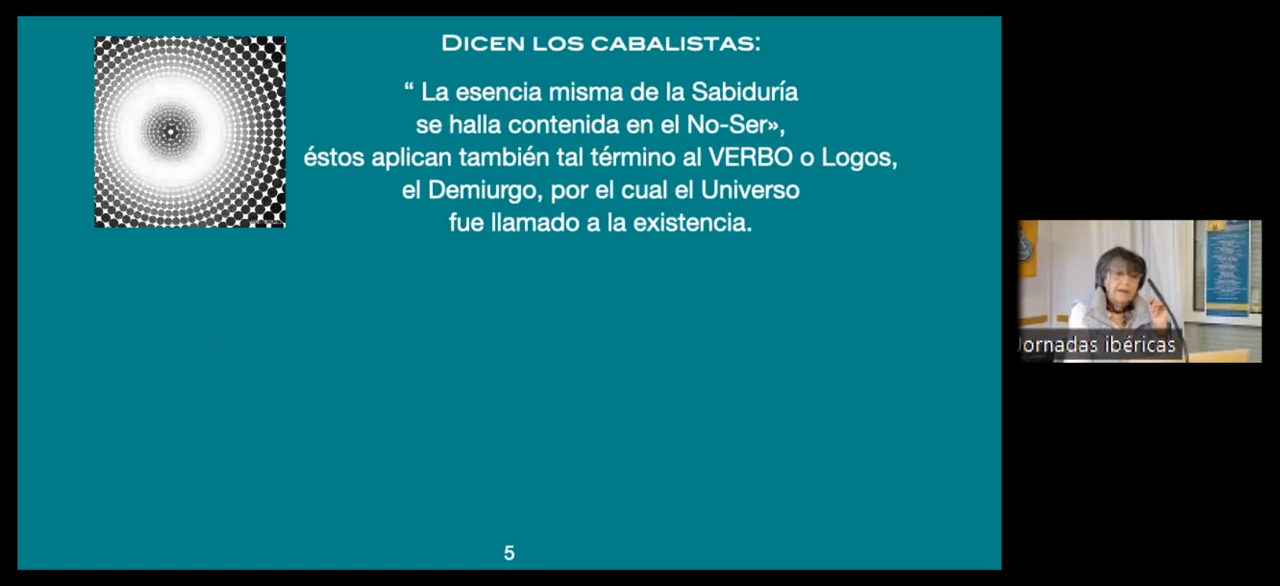 DICEN LOS CABALISTAS:
“ La esencia misma de la Sabiduría
se halla contenida en el No-Ser»,
éstos aplican también tal término al VERBO o Logos,
el Demiurgo, por el cual el Universo
fue llamado a la existencia.
Jornadas ibéricas
5